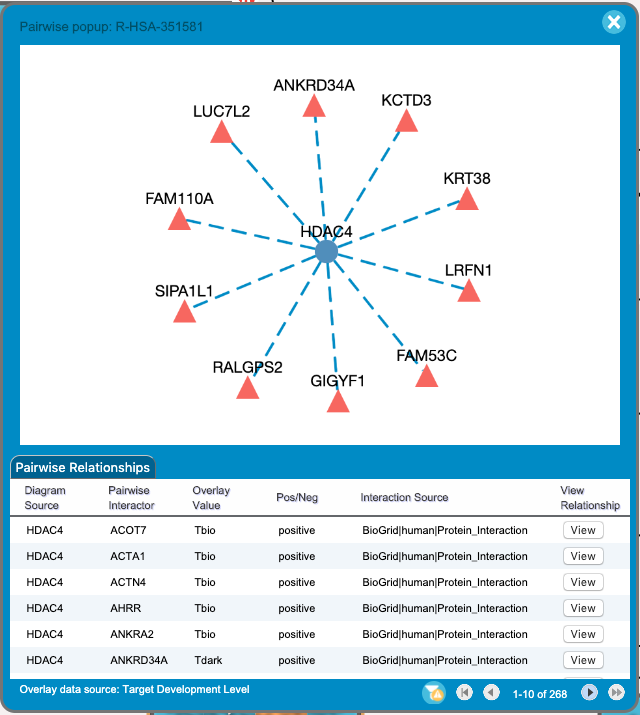 Pairwise popup: R-HSA-351581
ANKRD34A
KCTD3
LUC7L2
KRT38
FAM110A
HDAC4
LRFN1
SIPA1L1
FAM53C
RALGPS2
GIGYF1
Pairwise Relationships
Diagram Source Pairwise Interactor Overlay Value Pos/Neg Interaction Source View Relationship
HDAC4 ACOT7 Tbio positive BioGrid|human|Protein_Interaction View
HDAC4 ACTA1 Tbio positive BioGrid|human|Protein_Interaction View
HDAC4 ACTN4 Tbio positive BioGrid|human|Protein_Interaction View
HDAC4 AHRR Tbio positive BioGrid|human|Protein_Interaction View
HDAC4 ANKRA2 Tbio positive BioGrid|human|Protein_Interaction View
HDAC4 ANKRD34A Tdark positive BioGrid|human|Protein_Interaction View
Overlay data source: Target Development Level
1-10 of 268